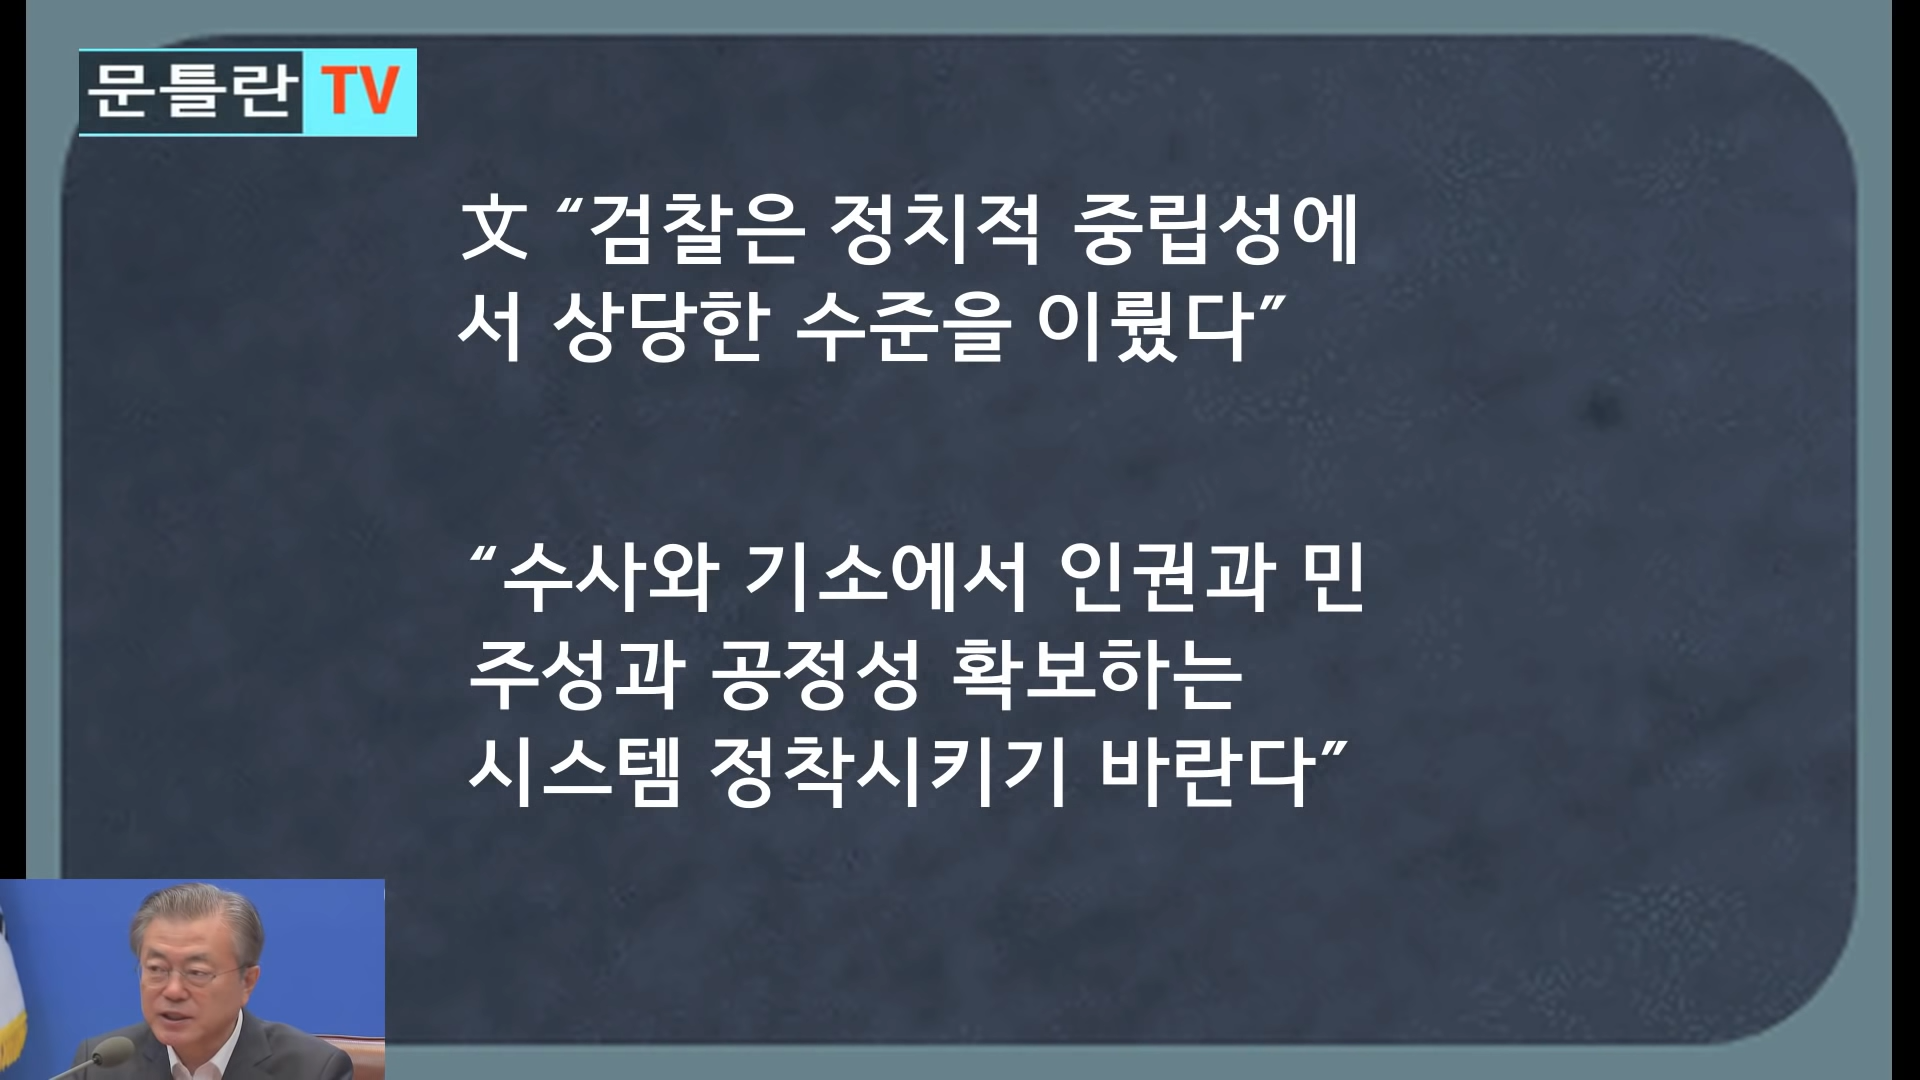 문틀란 TV
文 “검찰은 정치적 중립성에
서 상당한 수준을 이뤘다”
“수사와 기소에서 인권과 민
주성과 공정성 확보하는
시스템 정착시키기 바란다”